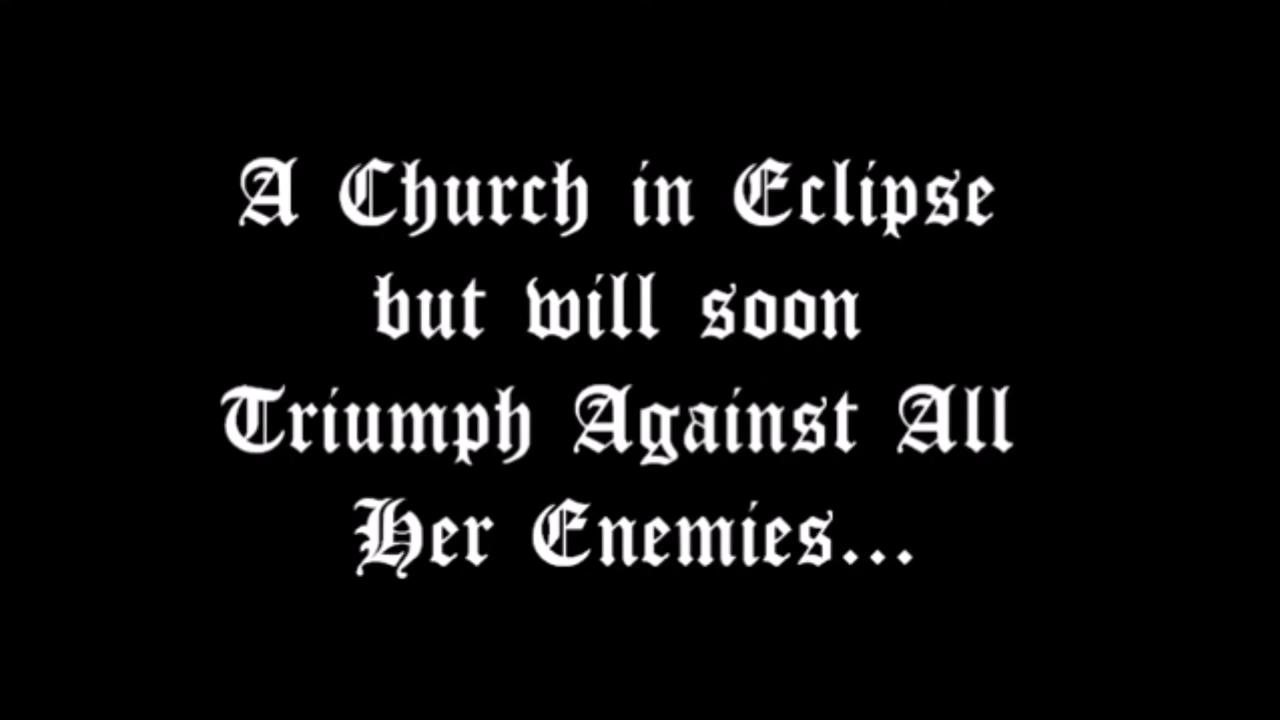 A Church in Eclipse
but will soon
Triumph Against All
Her Enemies...